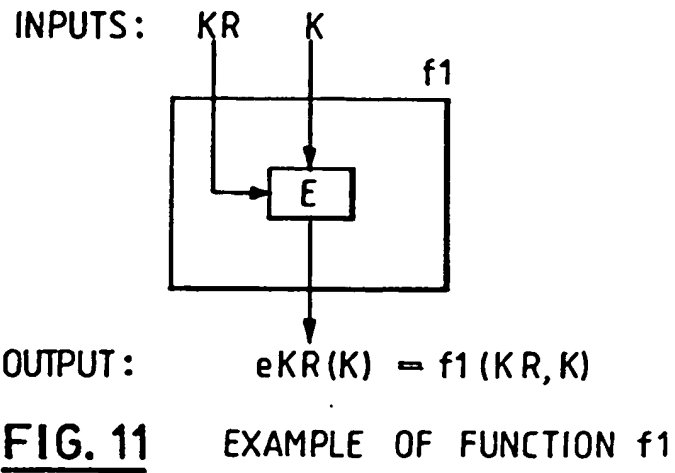 INPUTS: KR K
f1
E
OUTPUT: eKR(K) = f1(KR,K)
FIG. 11 EXAMPLE OF FUNCTION f1